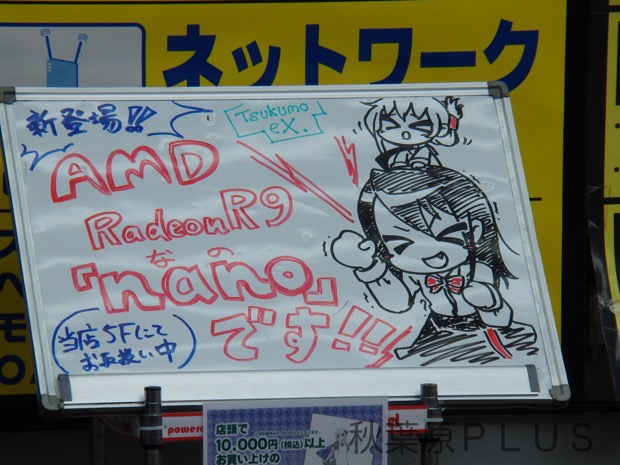 ネットワーク
新登場!!
Tsukumo
eX.
AMD
RadeonR9
なの
「nano」
です!!!
当店5Fにて
お取扱い中
powere
店頭で
10,000円(税込)以上
お買い上げの
秋葉原PLUS